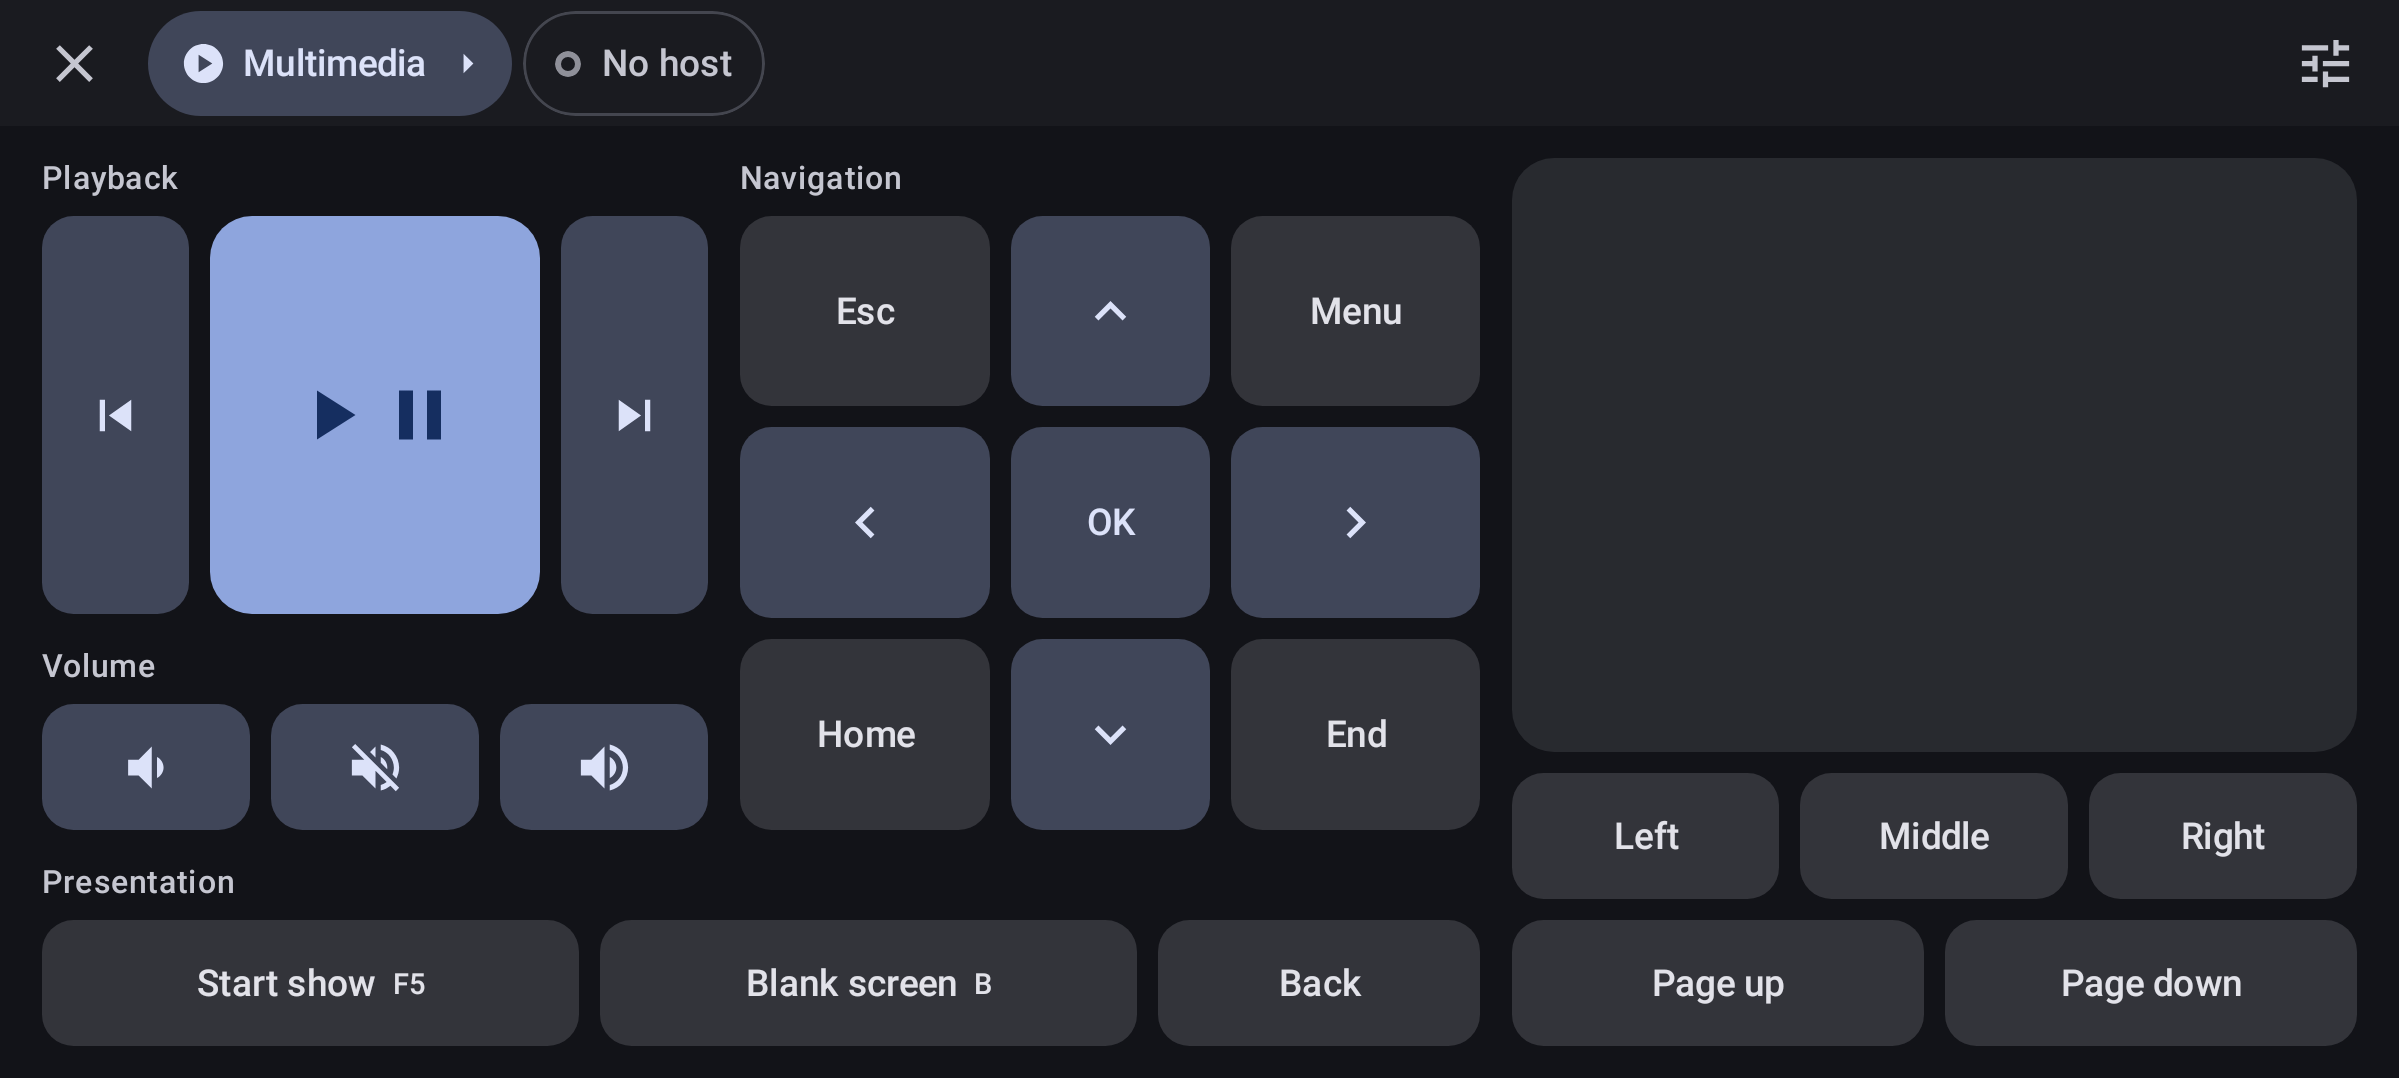 Multimedia
No host
Playback
Navigation
Esc
Menu
OK
Volume
Home
End
Left
Middle
Right
Presentation
Start show F5
Blank screen B
Back
Page up
Page down